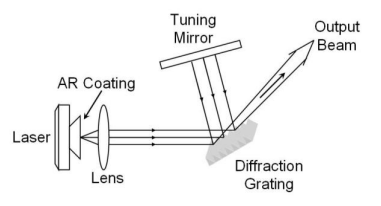 Tuning
Mirror
Output
Beam
AR Coating
Laser
Lens
Diffraction
Grating